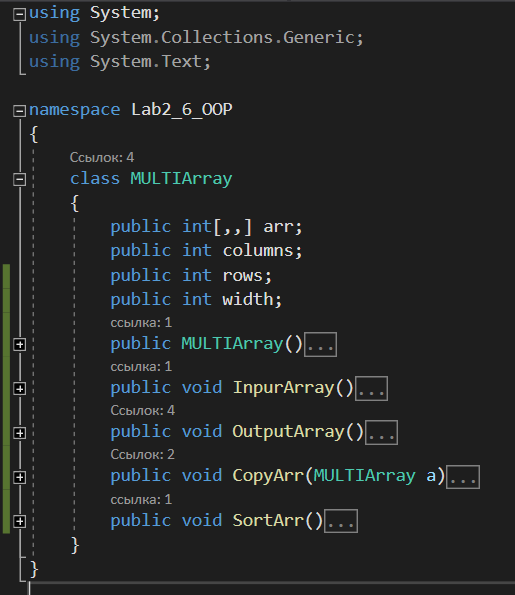 using System;
using System.Collections.Generic;
using System.Text;
namespace Lab2_6_OOP
{
Ссылок: 4
class MULTIArray
{
public int[,,] arr;
public int columns;
public int rows;
public int width;
ссылка: 1
public MULTIArray()...
ссылка: 1
public void InpurArray()...
Ссылок: 4
public void OutputArray()...
Ссылок: 2
public void CopyArr(MULTIArray a)...
ссылка: 1
public void SortArr()...
}
}